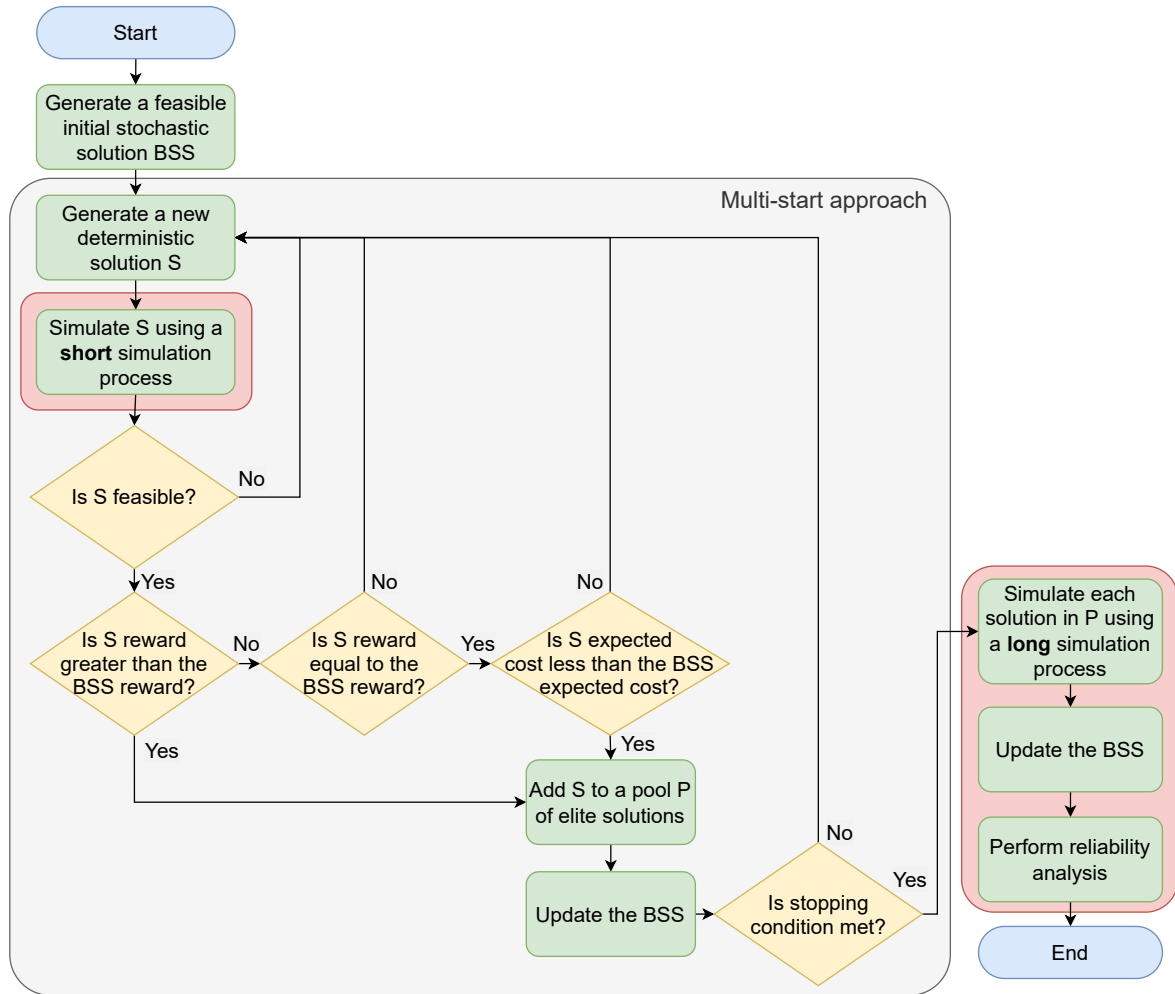 Start
Generate a feasible
initial stochastic
solution BSS
Multi-start approach
Generate a new
deterministic
solution S
Simulate S using a
short simulation
process
Is S feasible?
No
Yes
Is S reward
greater than the
BSS reward?
No
Yes
Is S reward
equal to the
BSS reward?
No
Yes
Is S expected
cost less than the BSS
expected cost?
No
Yes
Add S to a pool P
of elite solutions
Update the BSS
Is stopping
condition met?
No
Yes
Simulate each
solution in P using
a long simulation
process
Update the BSS
Perform reliability
analysis
End